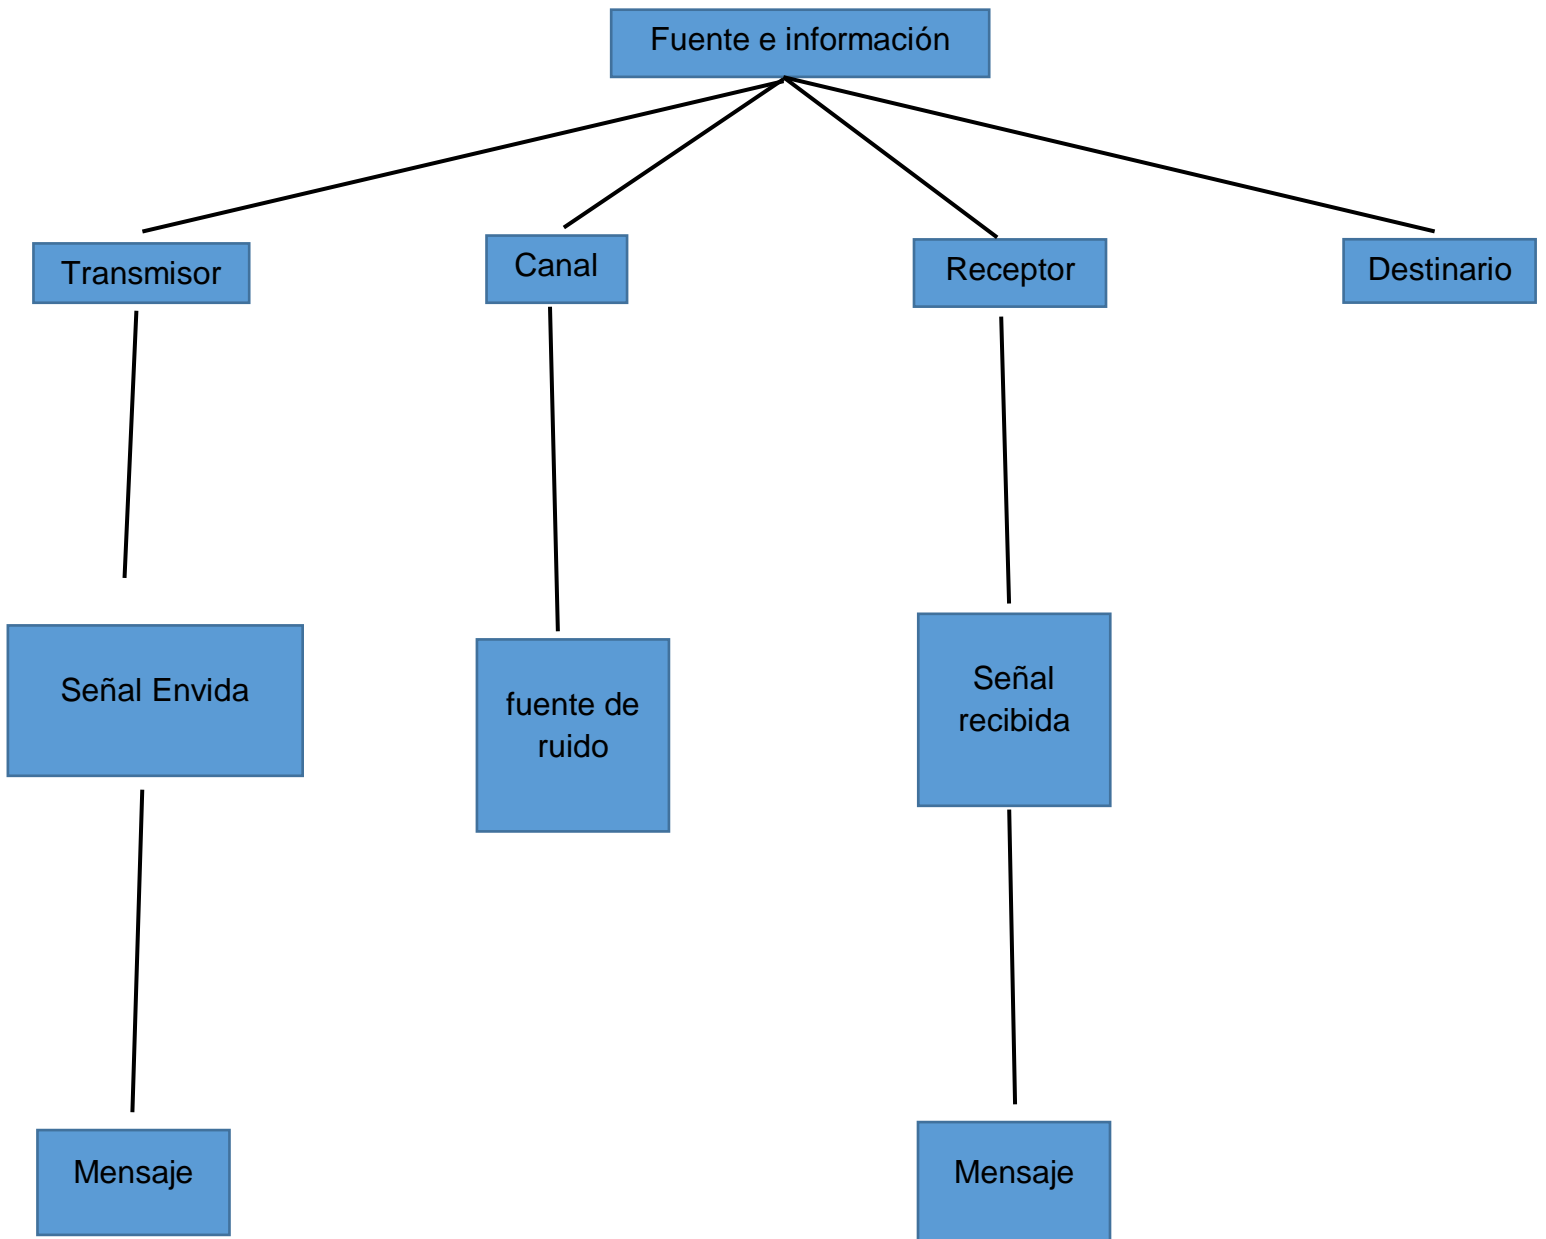 Fuente e información
Transmisor
Canal
Receptor
Destinario
Señal Envida
fuente de
ruido
Señal
recibida
Mensaje
Mensaje